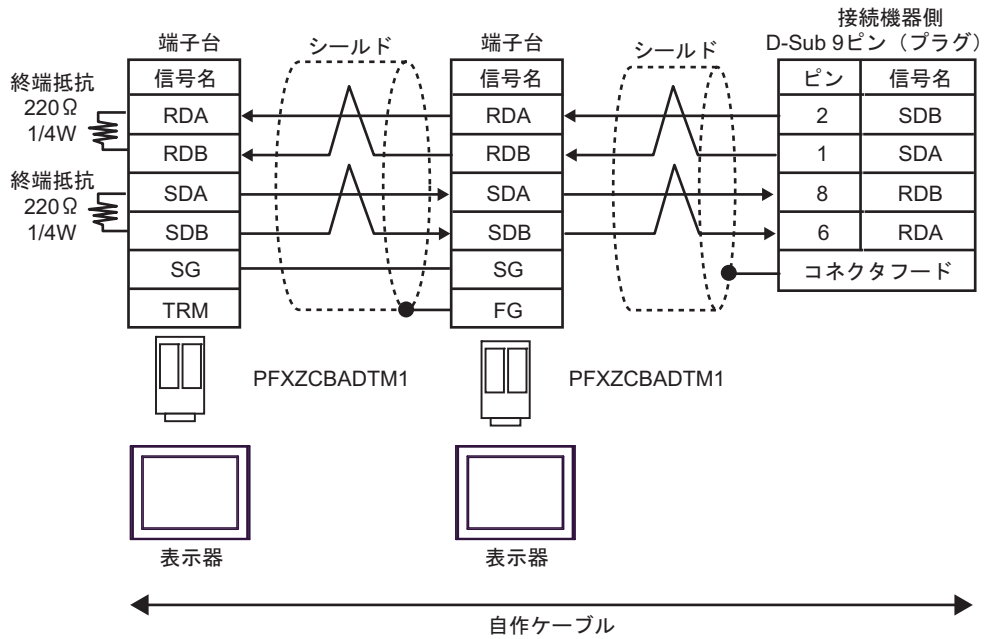 接続機器側
端子台
シールド
端子台
シールド
D-Sub 9ピン（プラグ）
終端抵抗
220Ω
1/4W
終端抵抗
220Ω
1/4W
信号名
RDA
RDB
SDA
SDB
SG
TRM
信号名
RDA
RDB
SDA
SDB
SG
FG
ピン 信号名
2 SDB
1 SDA
8 RDB
6 RDA
コネクタフード
PFXZCBADTM1
PFXZCBADTM1
表示器
表示器
自作ケーブル